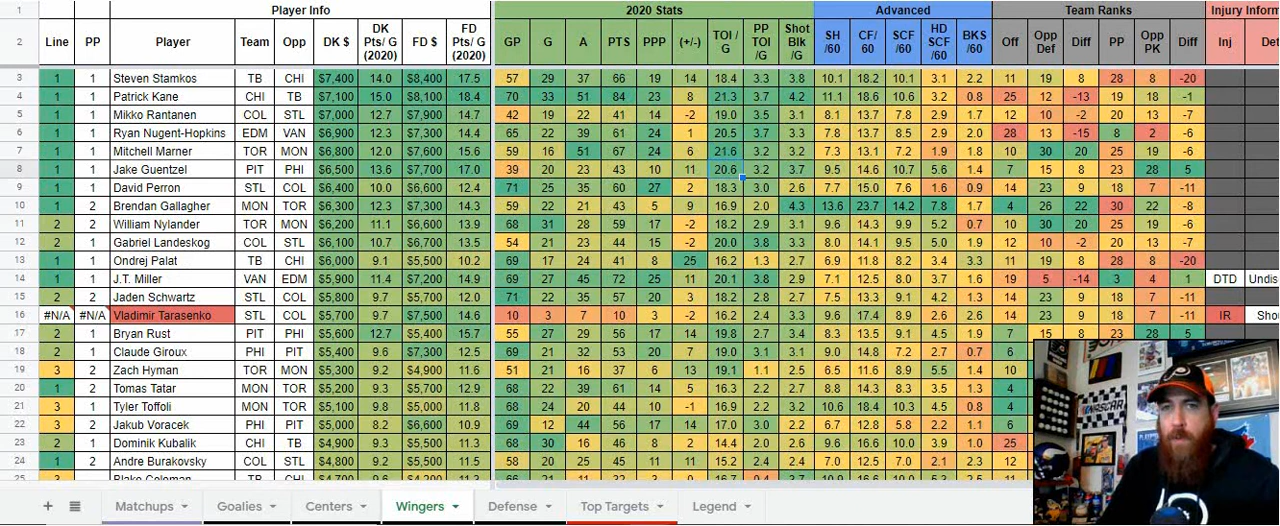 1 Player Info 2020 Stats Advanced Team Ranks Injury Inform
2 Line PP Player Team Opp DK $ DK Pts/ G (2020) FD $ FD Pts/ G (2020) GP G A PTS PPP (+/-) TOI / G PP TOI /G Shot Blk /G SH /60 CF/ 60 SCF /60 HD SCF /60 BKS /60 Off Opp Def Diff PP Opp PK Diff Inj Det
3 1 1 Steven Stamkos TB CHI $7,400 14.0 $8,400 17.5 57 29 37 66 19 14 18.4 3.3 3.8 10.1 18.2 10.1 3.1 2.2 11 19 8 28 8 -20
4 1 1 Patrick Kane CHI TB $7,100 15.0 $8,100 18.4 70 33 51 84 23 8 21.3 3.7 4.2 11.1 18.6 10.6 3.2 0.8 25 12 -13 19 18 -1
5 1 1 Mikko Rantanen COL STL $7,000 12.7 $7,900 14.7 42 19 22 41 14 -2 19.0 3.5 3.1 8.1 13.7 7.8 2.9 1.7 12 10 -2 20 13 -7
6 1 1 Ryan Nugent-Hopkins EDM VAN $6,900 12.3 $7,300 14.4 65 22 39 61 24 1 20.5 3.7 3.3 7.8 13.7 8.5 2.9 2.0 28 13 -15 8 2 -6
7 1 1 Mitchell Marner TOR MON $6,800 12.0 $7,600 15.6 59 16 51 67 24 6 21.6 3.2 3.2 7.3 13.1 7.2 1.9 1.8 10 30 20 25 19 -6
8 1 1 Jake Guentzel PIT PHI $6,500 13.6 $7,700 17.0 39 20 23 43 10 11 20.6 3.2 3.7 9.5 14.6 10.7 5.6 1.4 7 15 8 23 28 5
9 1 1 David Perron STL COL $6,400 10.0 $6,600 12.4 71 25 35 60 27 2 18.3 3.0 2.6 7.7 15.0 7.6 1.6 0.9 14 23 9 18 7 -11
10 1 2 Brendan Gallagher MON TOR $6,300 12.3 $7,300 14.3 59 22 21 43 5 9 16.9 2.0 4.3 13.6 23.7 14.2 7.8 1.7 4 26 22 30 22 -8
11 2 2 William Nylander TOR MON $6,200 11.1 $6,600 13.9 68 31 28 59 17 -2 18.2 2.9 3.1 9.6 14.3 9.9 5.2 0.7 10 30 20 25 19 -6
12 2 1 Gabriel Landeskog COL STL $6,100 10.7 $6,700 13.5 54 21 23 44 15 -2 20.0 3.8 3.3 8.0 14.1 9.5 5.0 1.9 12 10 -2 20 13 -7
13 1 1 Ondrej Palat TB CHI $6,000 9.1 $5,500 10.2 69 17 24 41 8 25 16.2 1.3 2.7 6.9 11.8 8.2 3.4 3.3 11 19 8 28 8 -20
14 1 1 J.T. Miller VAN EDM $5,900 11.4 $7,200 14.9 69 27 45 72 25 11 20.1 3.8 2.9 7.1 12.5 8.0 3.7 1.6 19 5 -14 3 4 1 DTD Undis
15 2 2 Jaden Schwartz STL COL $5,800 9.7 $5,700 12.0 71 22 35 57 20 3 18.2 2.8 2.7 7.5 13.3 9.1 4.2 1.3 14 23 9 18 7 -11
16 #N/A #N/A Vladimir Tarasenko STL COL $5,700 9.7 $7,500 14.6 10 3 7 10 3 -2 16.2 2.4 3.3 9.6 17.4 9.8 2.6 2.6 14 23 9 18 7 -11 IR Shou
17 2 1 Bryan Rust PIT PHI $5,600 12.7 $5,400 15.7 55 27 29 56 17 14 19.8 2.7 3.4 8.3 13.5 9.1 4.5 1.9 7 15 8 23 28 5
18 2 1 Claude Giroux PHI PIT $5,400 9.6 $7,300 12.5 69 21 32 53 20 7 19.0 3.1 3.1 9.0 14.8 7.2 2.7 0.7 6
19 3 2 Zach Hyman TOR MON $5,300 9.2 $4,900 11.6 51 21 16 37 6 13 19.1 1.1 2.9 6.5 11.6 8.9 5.5 1.4 10
20 1 2 Tomas Tatar MON TOR $5,200 9.3 $5,700 12.9 68 22 39 61 14 5 16.3 2.2 2.7 8.8 14.3 8.3 3.5 1.3 4
21 3 1 Tyler Toffoli MON TOR $5,100 9.8 $5,000 11.8 68 24 20 44 10 -1 16.9 2.2 3.2 10.6 18.4 10.3 4.5 0.8 4
22 3 2 Jakub Voracek PHI PIT $5,000 8.2 $6,600 10.9 69 12 44 56 17 14 17.0 3.0 2.2 6.7 12.8 5.8 2.2 1.1 6
23 2 1 Dominik Kubalik CHI TB $4,900 9.3 $5,500 11.3 68 30 16 46 8 2 14.4 2.0 2.6 9.6 16.6 10.0 3.9 1.0 25
24 1 2 Andre Burakovsky COL STL $4,800 9.2 $5,500 11.5 58 20 25 45 11 11 15.2 2.4 2.4 7.0 12.5 7.0 2.1 2.3 12
Matchups Goalies Centers Wingers Defense Top Targets Legend
NASCAR